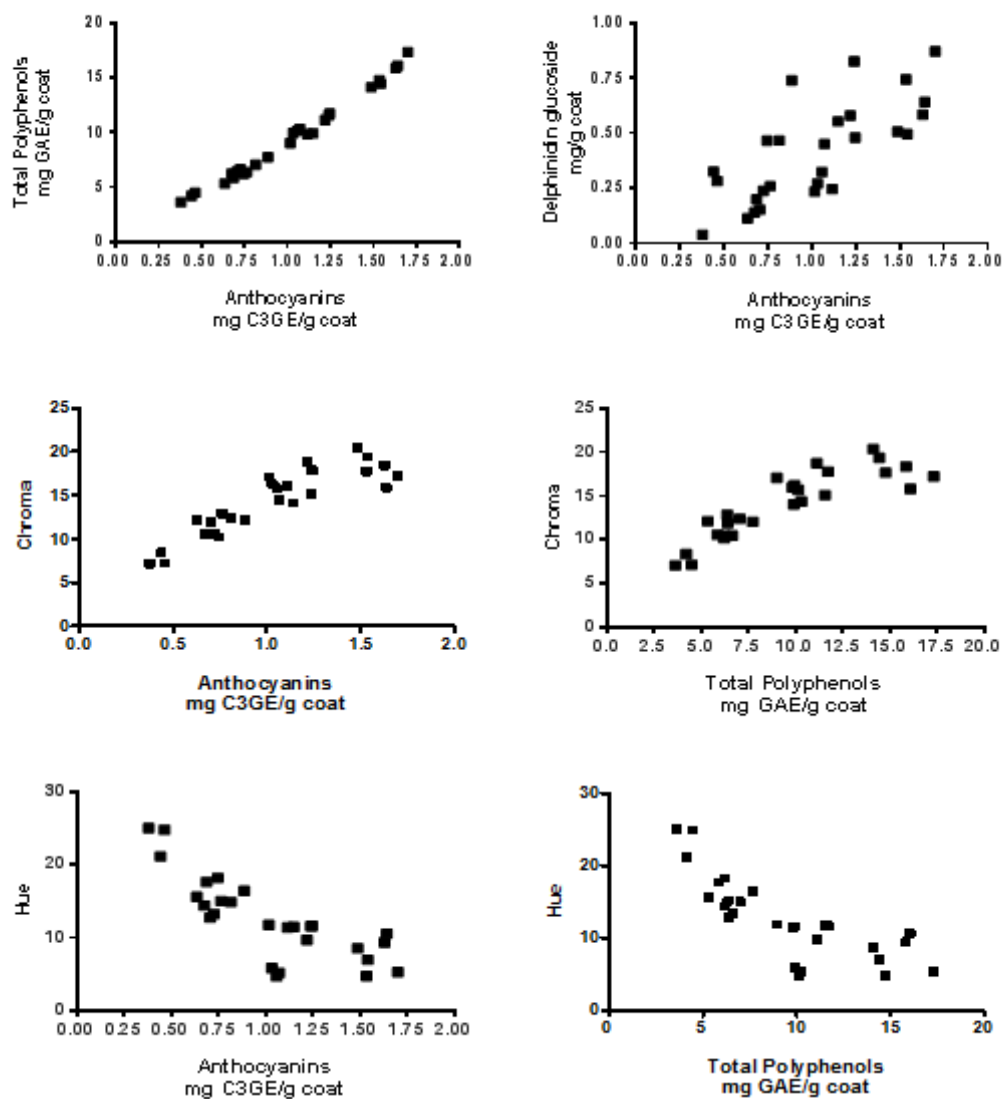 Total Polyphenols
mg GAE/g coat
20
15
10
5
0
0.00 0.25 0.50 0.75 1.00 1.25 1.50 1.75 2.00
Anthocyanins
mg C3GE/g coat
Delphinidin glucoside
mg/g coat
1.00
0.75
0.50
0.25
0.00
0.00 0.25 0.50 0.75 1.00 1.25 1.50 1.75 2.00
Anthocyanins
mg C3GE/g coat
Chroma
25
20
15
10
5
0
0.0 0.5 1.0 1.5 2.0
Anthocyanins
mg C3GE/g coat
Chroma
25
20
15
10
5
0
0.0 2.5 5.0 7.5 10.0 12.5 15.0 17.5 20.0
Total Polyphenols
mg GAE/g coat
Hue
30
20
10
0
0.00 0.25 0.50 0.75 1.00 1.25 1.50 1.75 2.00
Anthocyanins
mg C3GE/g coat
Hue
30
20
10
0
0 5 10 15 20
Total Polyphenols
mg GAE/g coat